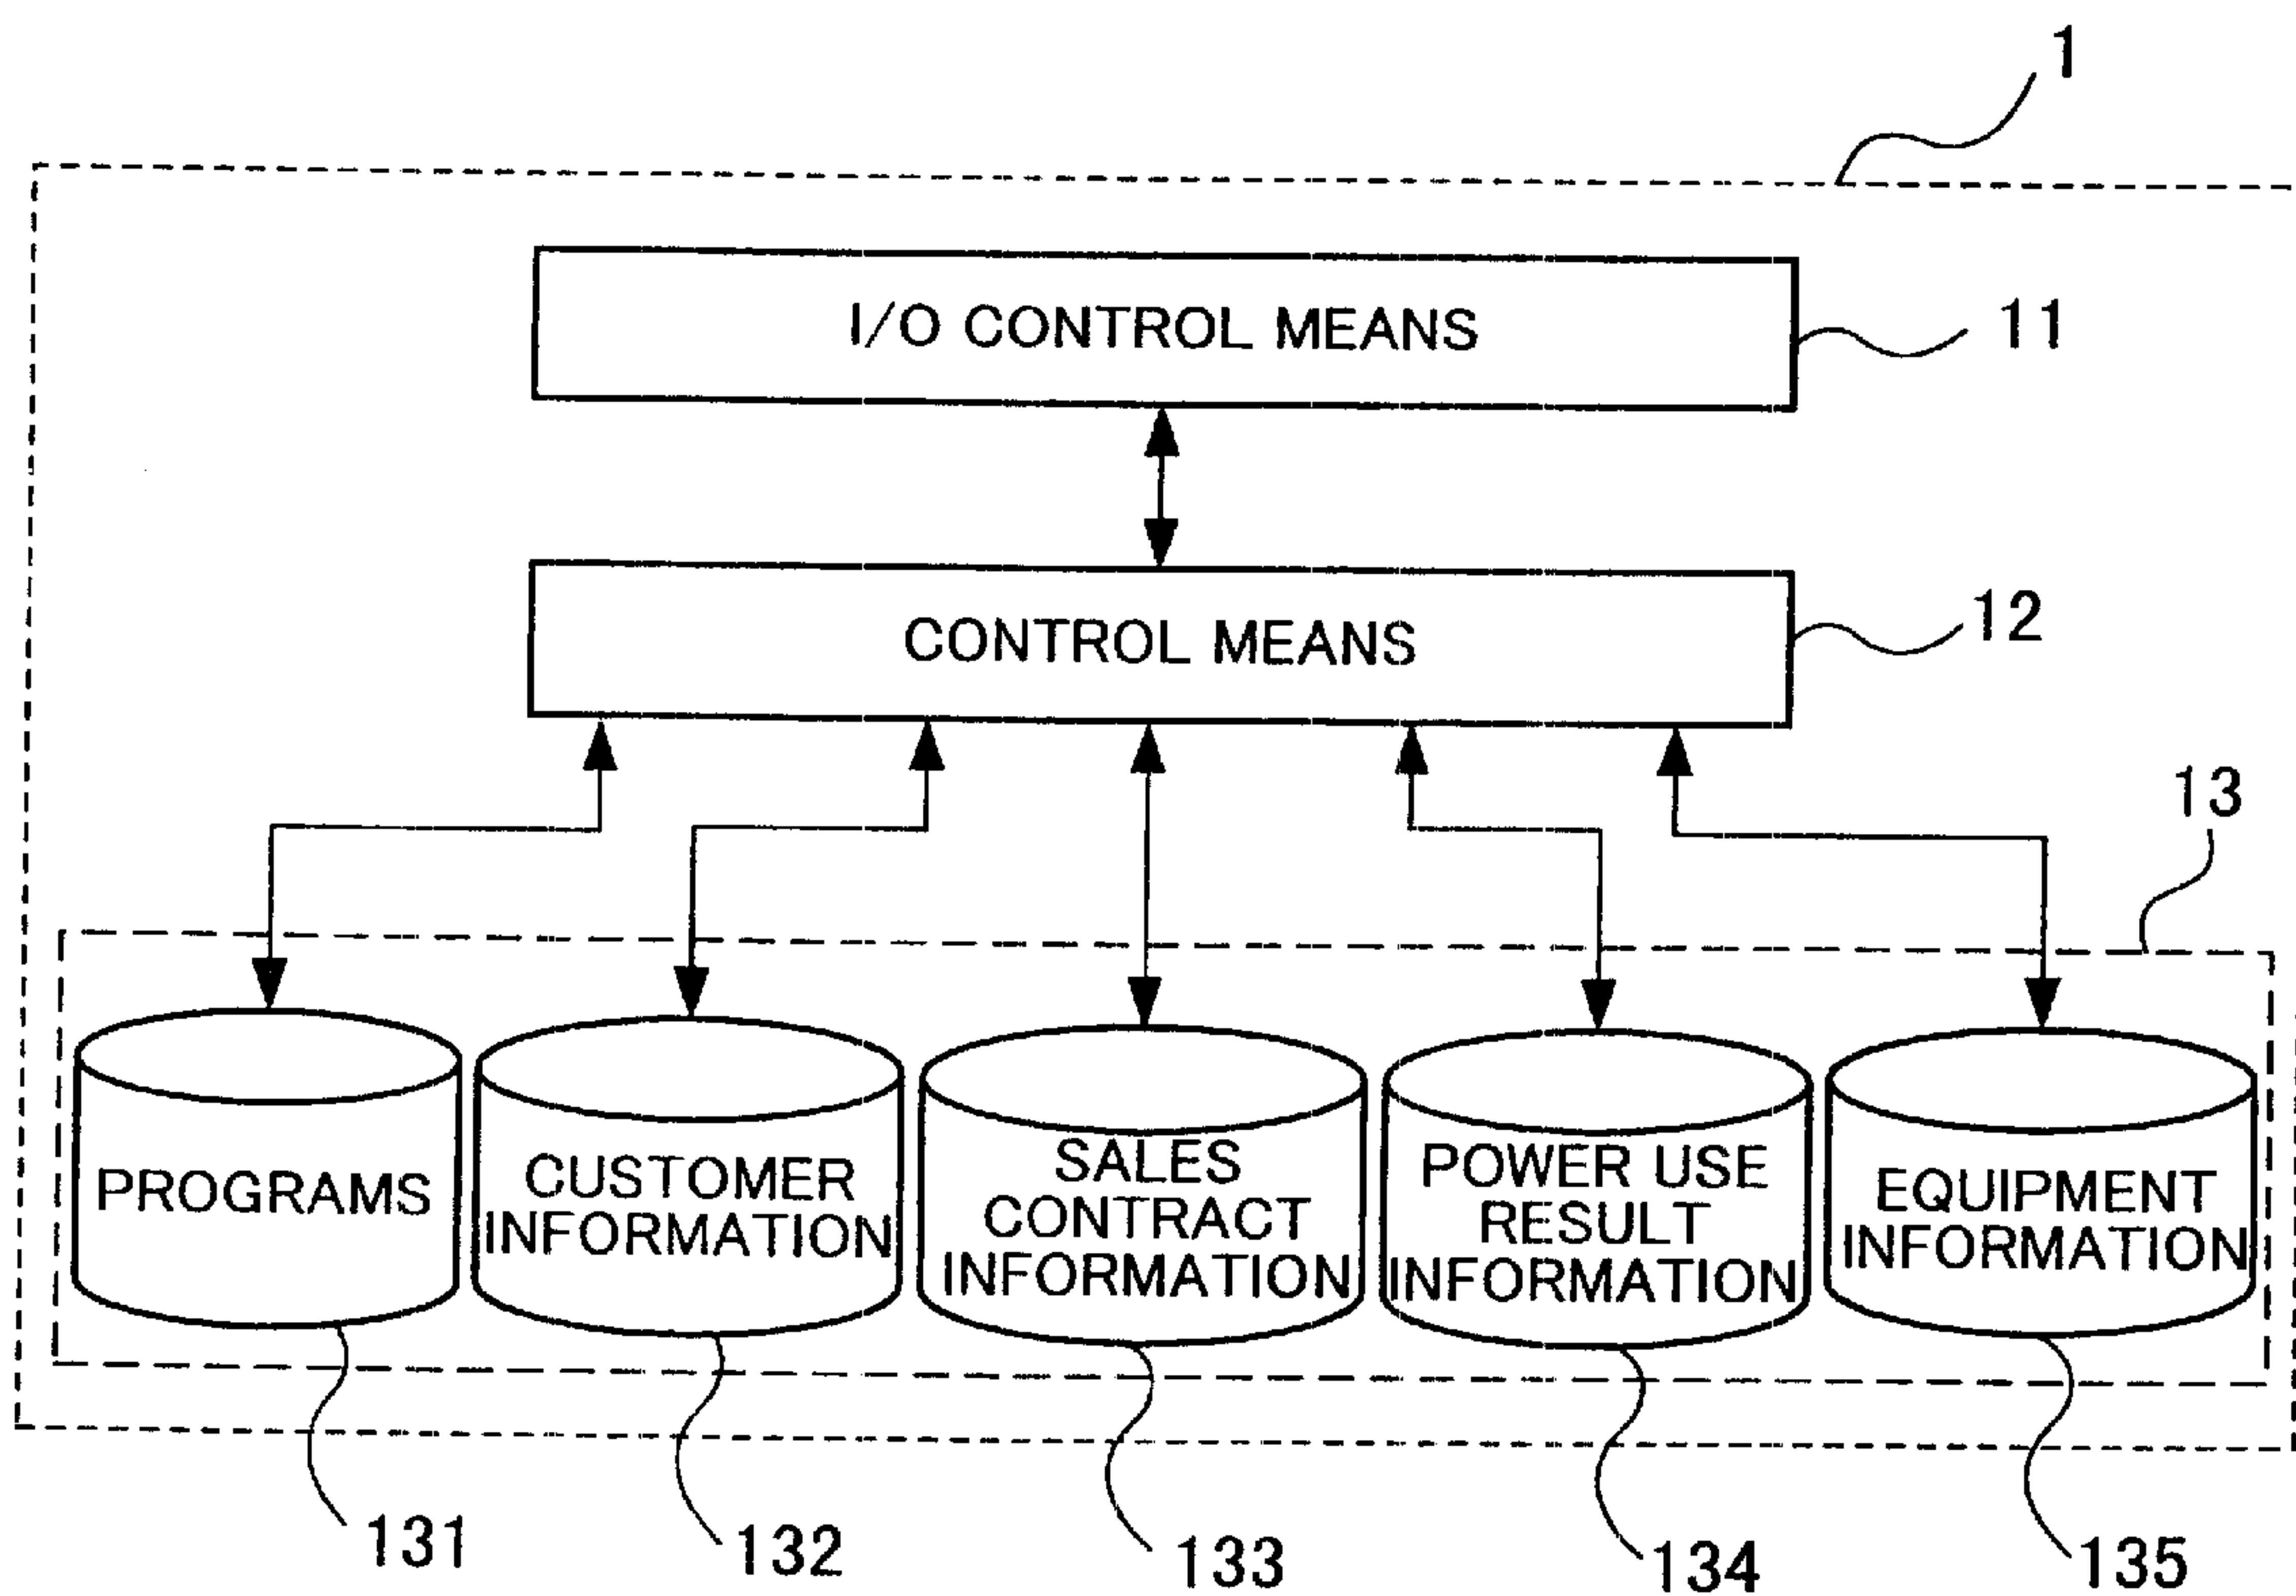 1
I/O CONTROL MEANS
11
CONTROL MEANS
12
13
PROGRAMS
CUSTOMER
INFORMATION
SALES
CONTRACT
INFORMATION
POWER USE
RESULT
INFORMATION
EQUIPMENT
INFORMATION
131
132
133
134
135